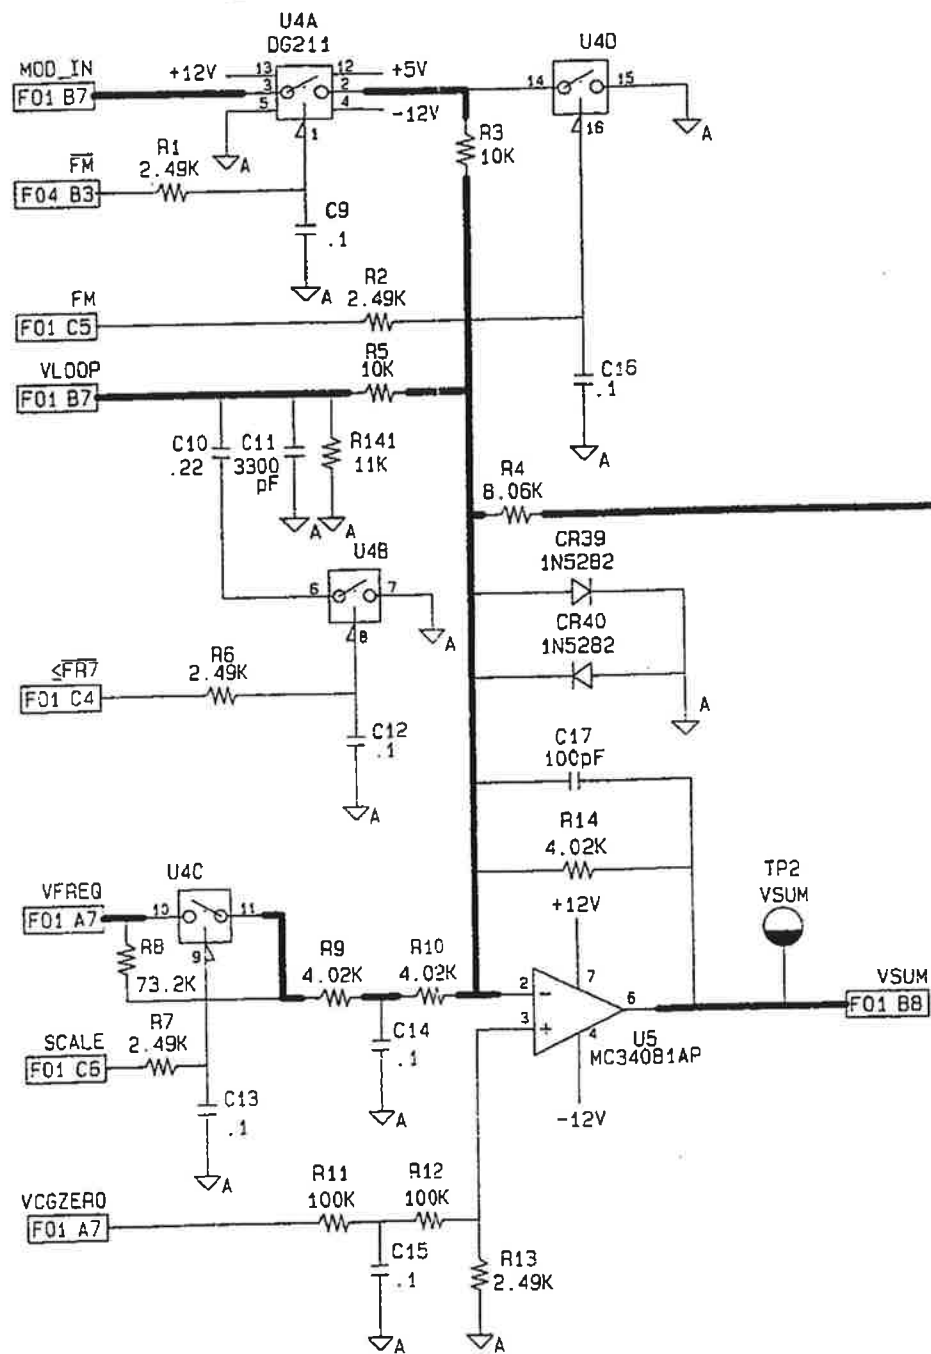 U4A
DG211
U4D
MOD_IN
F01 B7
+12V
13
12
+5V
3
2
5
4
-12V
1
A
14
15
16
A
R3
10K
FM
F04 B3
R1
2.49K
C9
.1
A
R2
2.49K
FM
F01 C5
C16
.1
A
VLOOP
F01 B7
R5
10K
C10
.22
C11
3300
pF
R141
11K
A
A
R4
8.06K
U4B
6
7
8
A
CR39
1N5282
CR40
1N5282
A
≤FR7
F01 C4
R6
2.49K
C12
.1
A
C17
100pF
R14
4.02K
TP2
VSUM
U4C
VFREQ
F01 A7
10
11
9
R8
73.2K
R9
4.02K
R10
4.02K
+12V
7
2
-
3
+
6
4
U5
MC34081AP
-12V
VSUM
F01 B8
C14
.1
A
SCALE
F01 C6
R7
2.49K
C13
.1
A
VCGZERO
F01 A7
R11
100K
R12
100K
C15
.1
A
R13
2.49K
A